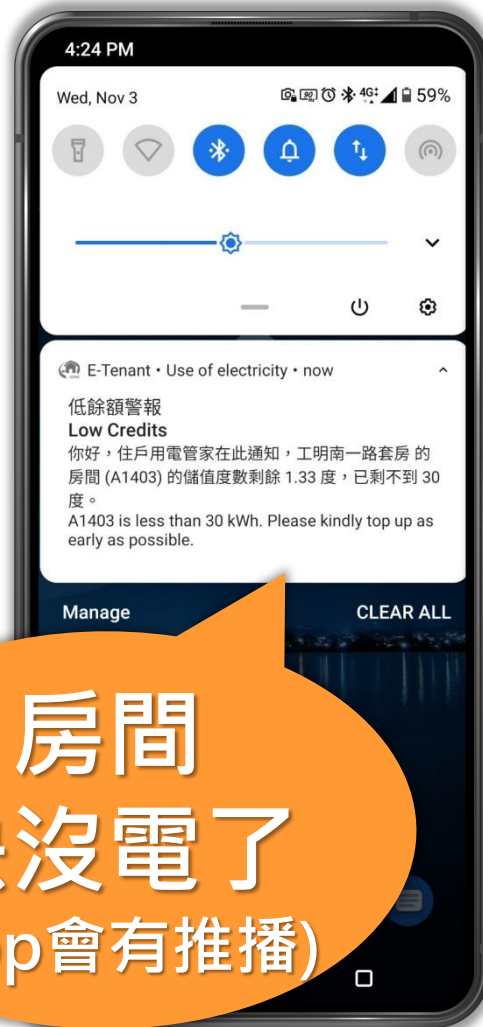 4:24 PM
Wed, Nov 3
4G+
59%
E-Tenant • Use of electricity • now
低餘額警報
Low Credits
你好，住戶用電管家在此通知，工明南一路套房 的
房間 (A1403) 的儲值度數剩餘 1.33 度，已剩不到 30
度。
A1403 is less than 30 kWh. Please kindly top up as
early as possible.
Manage
CLEAR ALL
房間
沒電了
p會有推播)